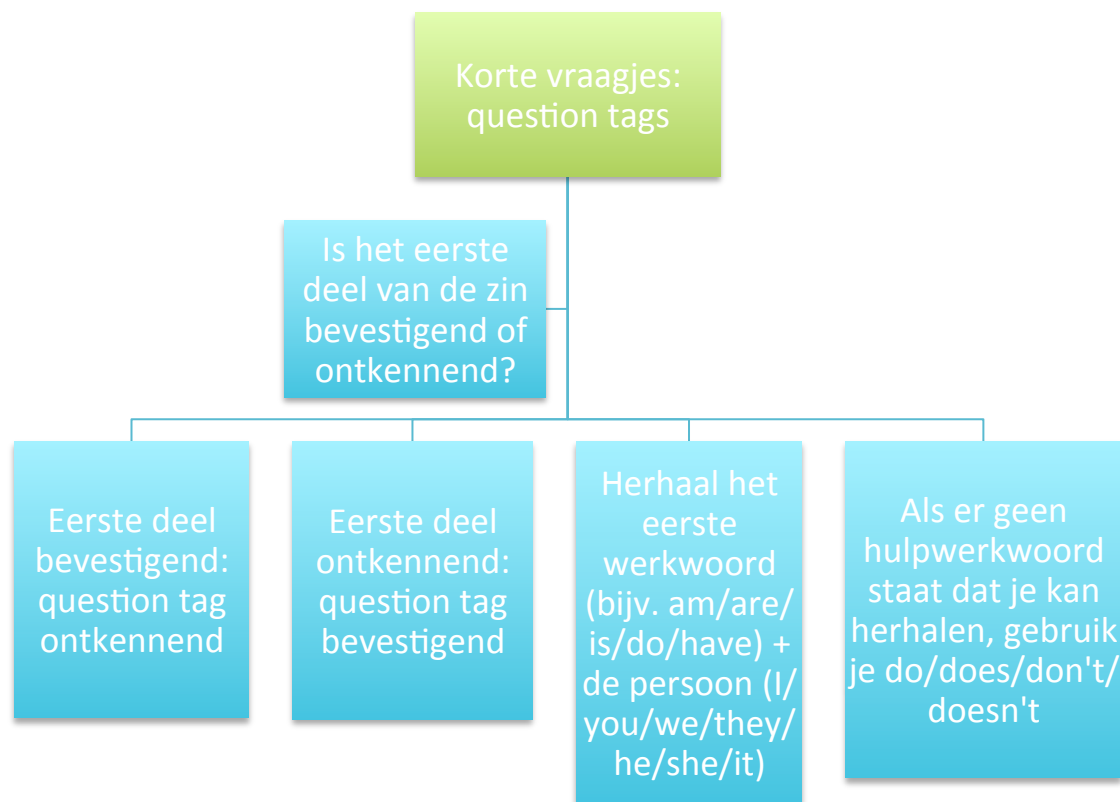 Korte vraagjes:
question tags
Is het eerste
deel van de zin
bevestigend of
ontkennend?
Eerste deel
bevestigend:
question tag
ontkennend
Eerste deel
ontkennend:
question tag
bevestigend
Herhaal het
eerste
werkwoord
(bijv. am/are/
is/do/have) +
de persoon (I/
you/we/they/
he/she/it)
Als er geen
hulpwerkwoord
staat dat je kan
herhalen, gebruik
je do/does/don't/
doesn't